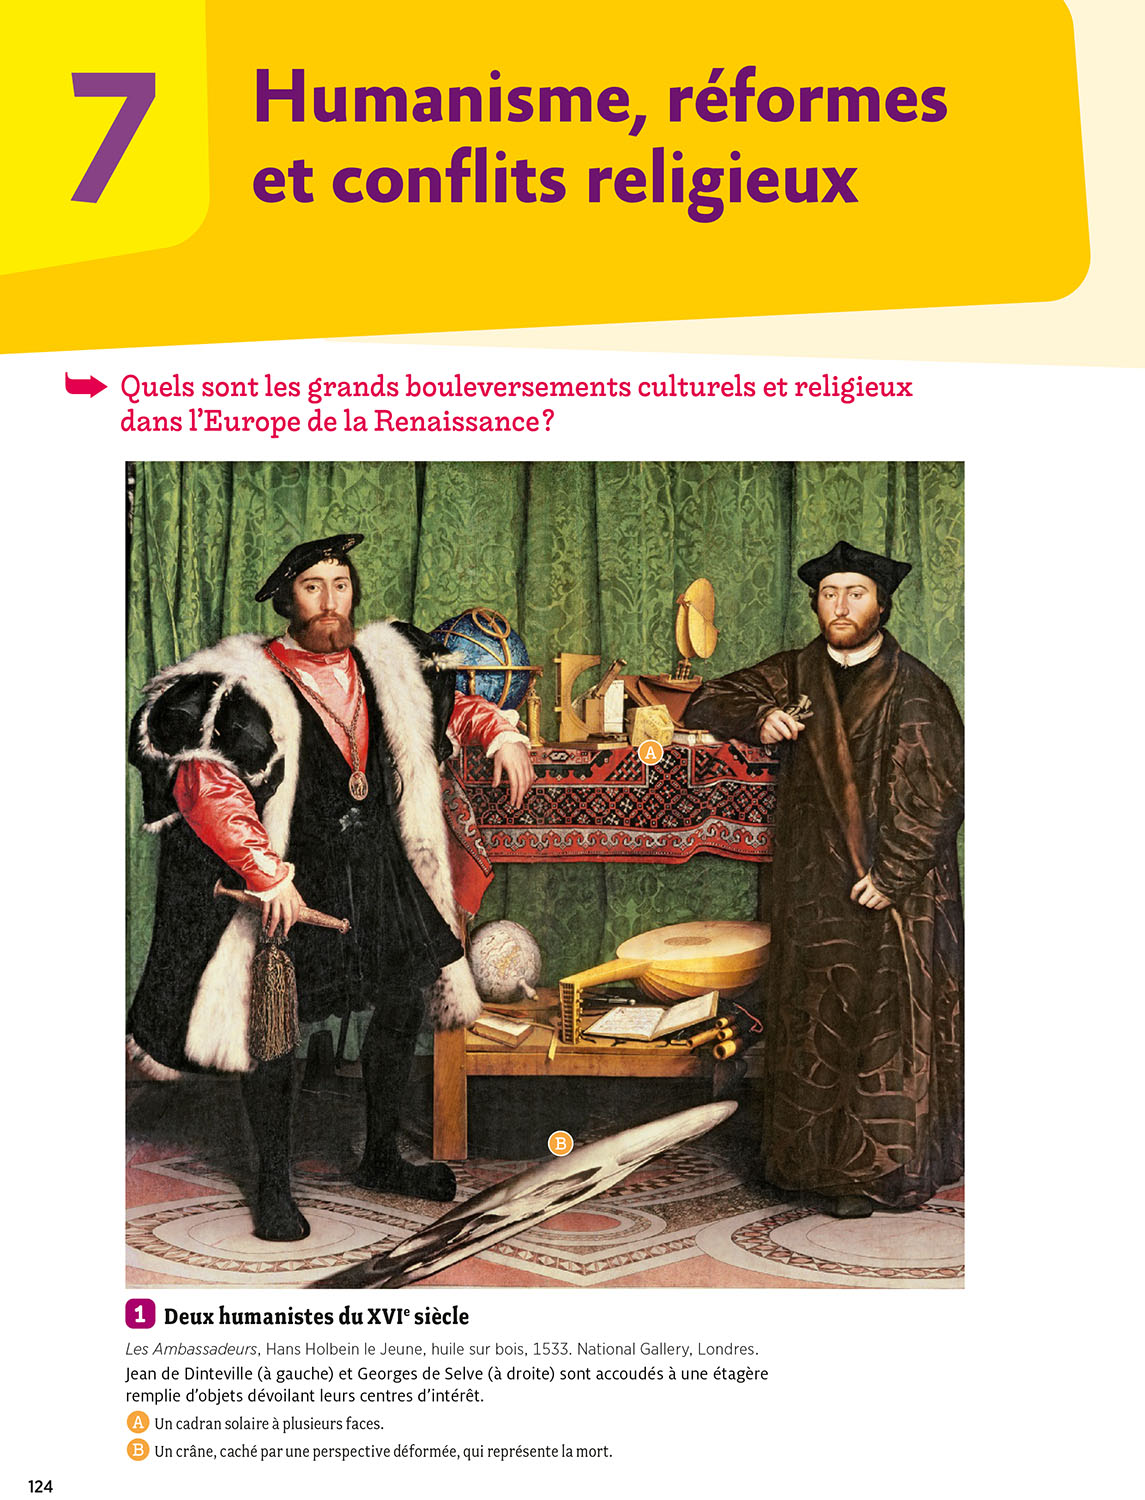 7
Humanisme, réformes
et conflits religieux
Quels sont les grands bouleversements culturels et religieux
dans l'Europe de la Renaissance ?
A
B
1 Deux humanistes du XVIe siècle
Les Ambassadeurs, Hans Holbein le Jeune, huile sur bois, 1533. National Gallery, Londres.
Jean de Dinteville (à gauche) et Georges de Selve (à droite) sont accoudés à une étagère
remplie d'objets dévoilant leurs centres d'intérêt.
A Un cadran solaire à plusieurs faces.
B Un crâne, caché par une perspective déformée, qui représente la mort.
124